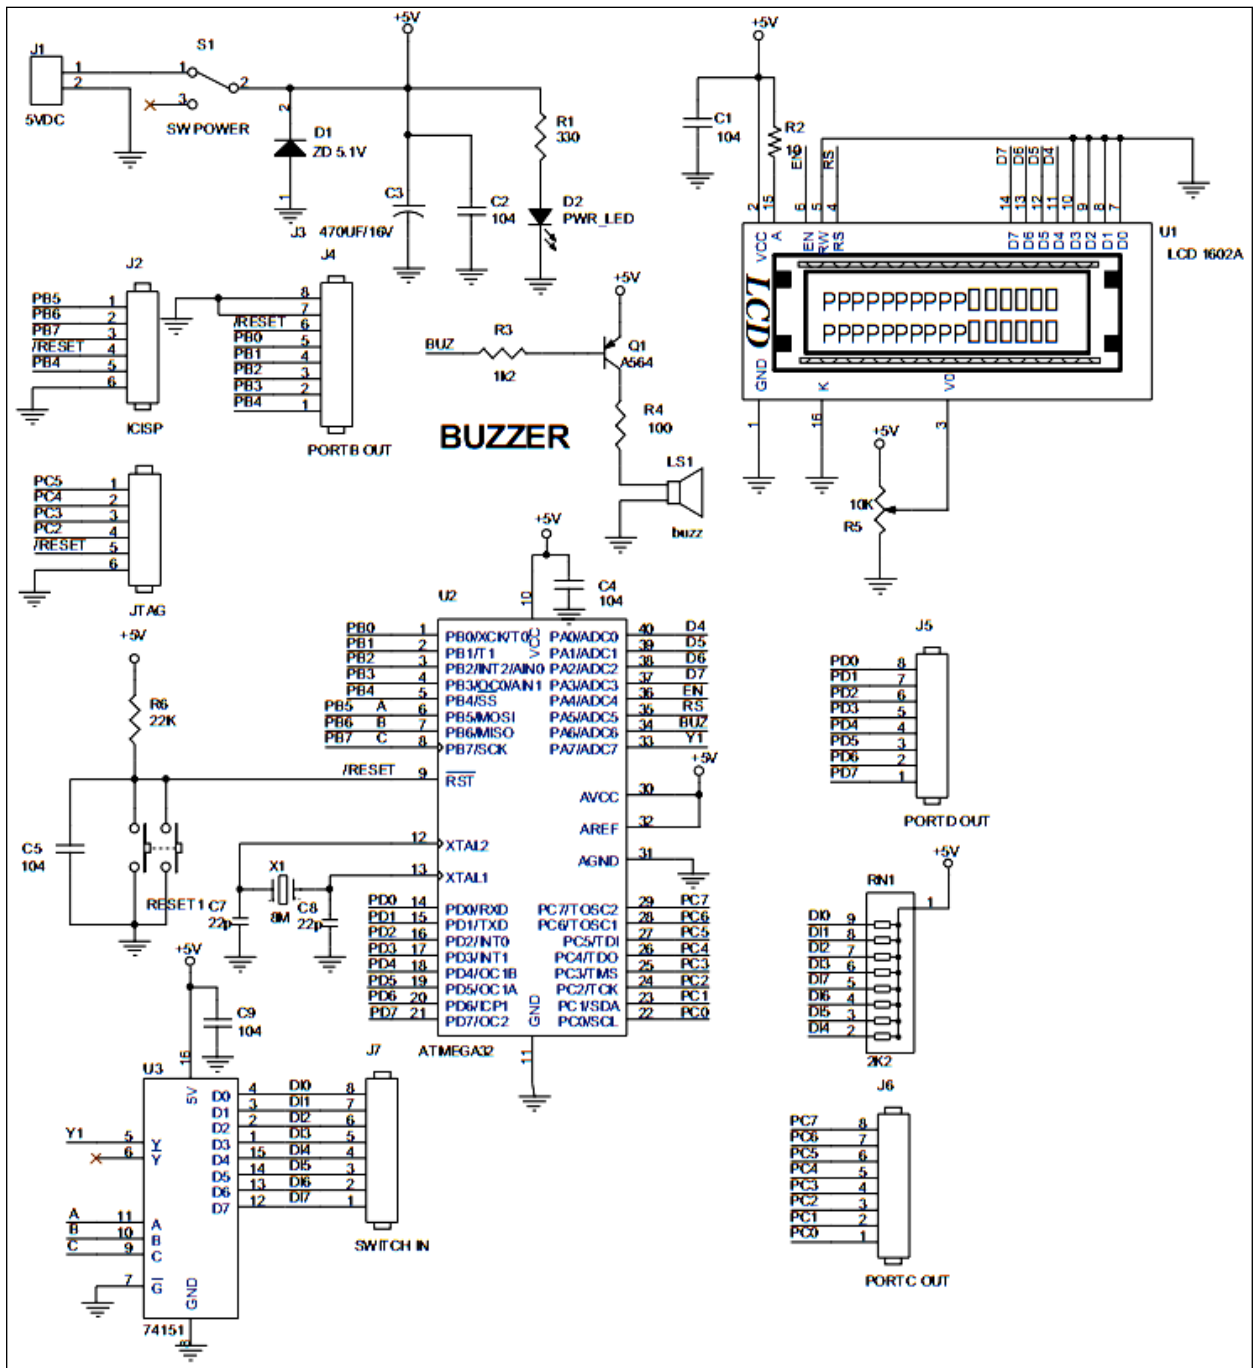 +5V
J1
S1
1
2
1
2
3
5VDC
SW POWER
2
D1
ZD 5.1V
1
R1
330
C3
C2
104
D2
PWR_LED
J3 470UF/16V
+5V
C1
104
R2
10
EN
RS
D7
D6
D5
D4
2
15
6
5
4
14
13
12
11
10
9
8
7
VCC
A
EN
RW
RS
D7
D6
D5
D4
D3
D2
D1
D0
U1
LCD 1602A
LCD
PPPPPPPPPP
PPPPPPPPPP
GND
K
V0
1
16
3
+5V
10K
R5
J2
PB5 1
PB6 2
PB7 3
/RESET 4
PB4 5
6
ICISP
J4
8
7
/RESET 6
PB0 5
PB1 4
PB2 3
PB3 2
PB4 1
PORTB OUT
+5V
BUZ
R3
1k2
Q1
A564
R4
100
BUZZER
LS1
buzz
PC5 1
PC4 2
PC3 3
PC2 4
/RESET 5
6
JTAG
+5V
C4
104
U2
10
VCC
PB0 1 PB0/XCK/T0
PB1 2 PB1/T1
PB2 3 PB2/INT2/AIN0
PB3 4 PB3/OC0/AIN1
PB4 5 PB4/SS
PB5 A 6 PB5/MOSI
PB6 B 7 PB6/MISO
PB7 C 8 PB7/SCK
/RESET 9 RST
12 XTAL2
13 XTAL1
PD0 14 PD0/RXD
PD1 15 PD1/TXD
PD2 16 PD2/INT0
PD3 17 PD3/INT1
PD4 18 PD4/OC1B
PD5 19 PD5/OC1A
PD6 20 PD6/ICP1
PD7 21 PD7/OC2
PA0/ADC0 40 D4
PA1/ADC1 39 D5
PA2/ADC2 38 D6
PA3/ADC3 37 D7
PA4/ADC4 36 EN
PA5/ADC5 35 RS
PA6/ADC6 34 BUZ
PA7/ADC7 33 Y1
+5V
AVCC 30
AREF 32
AGND 31
PC7/TOSC2 29 PC7
PC6/TOSC1 28 PC6
PC5/TDI 27 PC5
PC4/TDO 26 PC4
PC3/TMS 25 PC3
PC2/TCK 24 PC2
PC1/SDA 23 PC1
PC0/SCL 22 PC0
GND
11
ATMEGA32
+5V
R6
22K
C5
104
RESET1
X1
8M
C7
22p
C8
22p
J5
PD0 8
PD1 7
PD2 6
PD3 5
PD4 4
PD5 3
PD6 2
PD7 1
PORTD OUT
+5V
RN1
1
DI0 9
DI1 8
DI2 7
DI3 6
DI7 5
DI6 4
DI5 3
DI4 2
2K2
+5V
C9
104
16
U3
5V
Y1 5 Y
6 Y
A 11 A
B 10 B
C 9 C
7 G
GND
8
74151
D0 4 DI0 8
D1 3 DI1 7
D2 2 DI2 6
D3 1 DI3 5
D4 15 DI4 4
D5 14 DI5 3
D6 13 DI6 2
D7 12 DI7 1
J7
SWITCH IN
J6
PC7 8
PC6 7
PC5 6
PC4 5
PC3 4
PC2 3
PC1 2
PC0 1
PORTC OUT